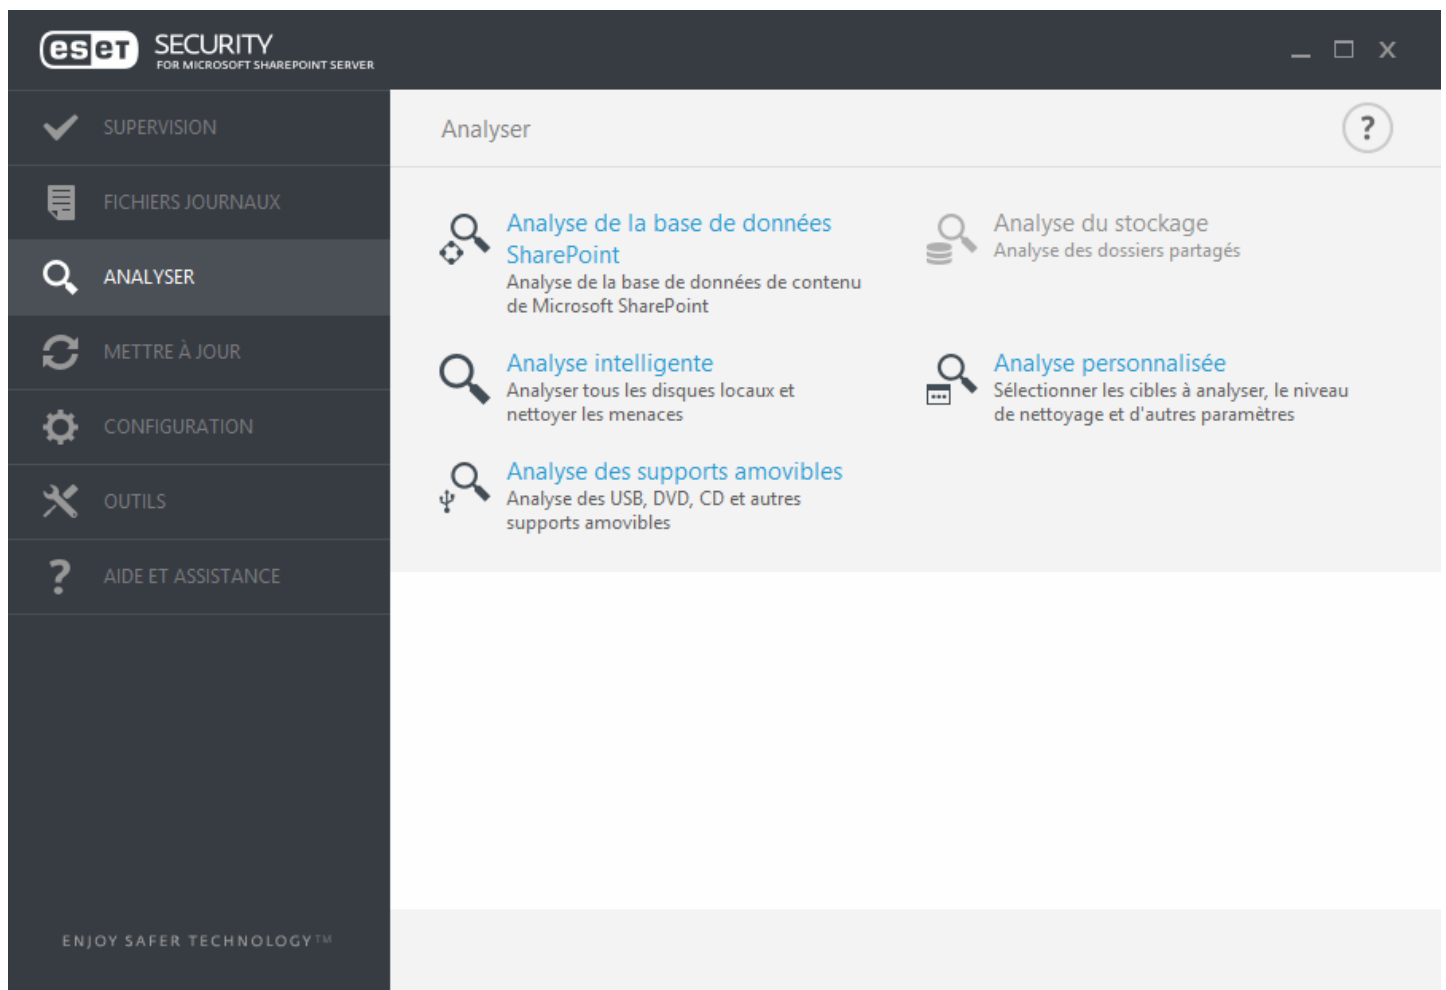 eset SECURITY
FOR MICROSOFT SHAREPOINT SERVER
SUPERVISION
FICHIERS JOURNAUX
ANALYSER
METTRE À JOUR
CONFIGURATION
OUTILS
AIDE ET ASSISTANCE
ENJOY SAFER TECHNOLOGY™
Analyser
?
Analyse de la base de données
SharePoint
Analyse de la base de données de contenu
de Microsoft SharePoint
Analyse du stockage
Analyse des dossiers partagés
Analyse intelligente
Analyser tous les disques locaux et
nettoyer les menaces
Analyse personnalisée
Sélectionner les cibles à analyser, le niveau
de nettoyage et d'autres paramètres
Analyse des supports amovibles
Analyse des USB, DVD, CD et autres
supports amovibles